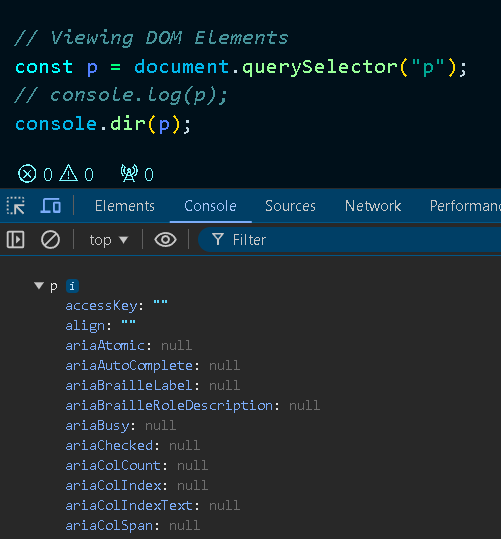 // Viewing DOM Elements
const p = document.querySelector("p");
// console.log(p);
console.dir(p);
0 0 0
Elements Console Sources Network Performan
top Filter
p i
accessKey: ""
align: ""
ariaAtomic: null
ariaAutoComplete: null
ariaBrailleLabel: null
ariaBrailleRoleDescription: null
ariaBusy: null
ariaChecked: null
ariaColCount: null
ariaColIndex: null
ariaColIndexText: null
ariaColSpan: null